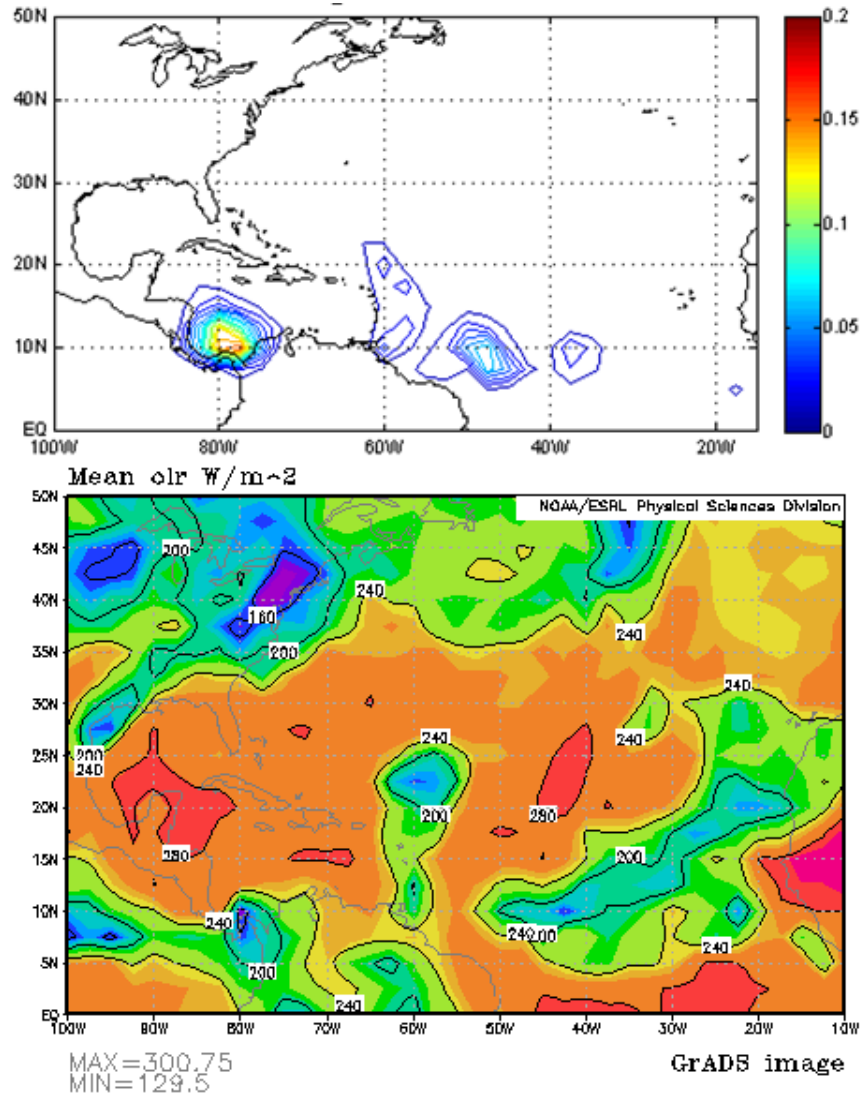 50N
40N
30N
20N
10N
EQ
100W 80W 60W 40W 20W
0.2
0.15
0.1
0.05
0
Mean olr W/m^2
NOAA/ESRL Physical Sciences Division
50N
45N
40N
35N
30N
25N
20N
15N
10N
5N
EQ
100W 90W 80W 70W 60W 50W 40W 30W 20W 10W
200
240
160
240
200
240
200
240
240
240
200
280
200
280
200
240
240
200
240
200
240
240
MAX=300.75
MIN=129.5
GrADS image